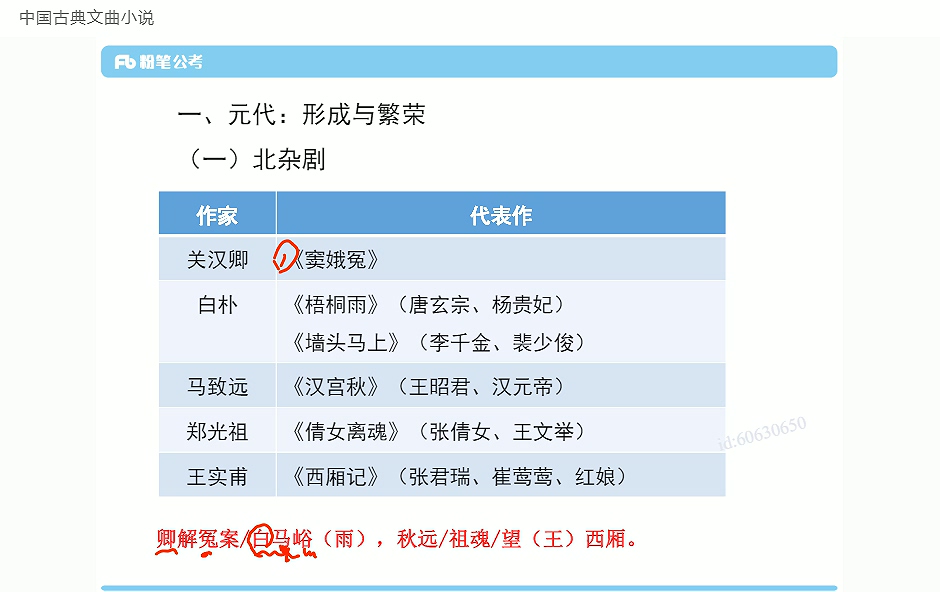 中国古典文曲小说
Fb 粉笔公考
一、元代：形成与繁荣
（一）北杂剧
作家 代表作
关汉卿 《窦娥冤》
白朴 《梧桐雨》（唐玄宗、杨贵妃）
《墙头马上》（李千金、裴少俊）
马致远 《汉宫秋》（王昭君、汉元帝）
郑光祖 《倩女离魂》（张倩女、王文举）
王实甫 《西厢记》（张君瑞、崔莺莺、红娘）
id:60630650
卿解冤案/白马峪（雨），秋远/祖魂/望（王）西厢。